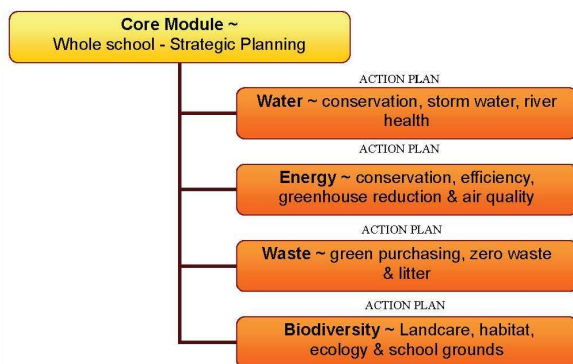 Core Module ~
Whole school - Strategic Planning
ACTION PLAN
Water ~ conservation, storm water, river
health
ACTION PLAN
Energy ~ conservation, efficiency,
greenhouse reduction & air quality
ACTION PLAN
Waste ~ green purchasing, zero waste
& litter
ACTION PLAN
Biodiversity ~ Landcare, habitat,
ecology & school grounds